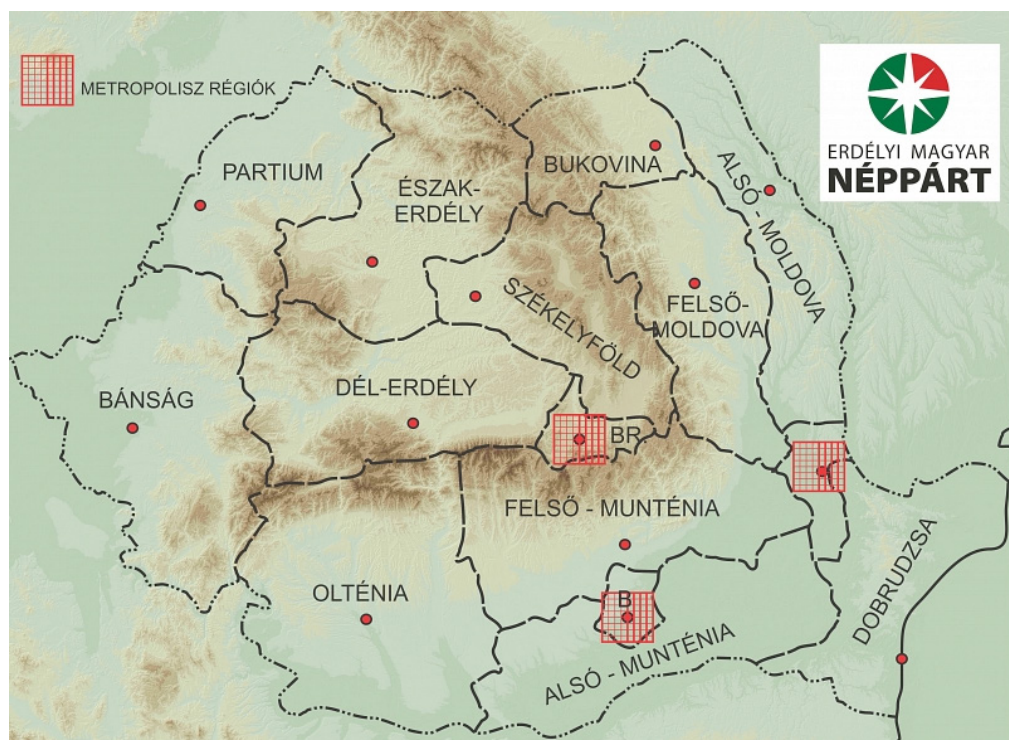 METROPOLISZ RÉGIÓK
ERDÉLYI MAGYAR
NÉPPÁRT
PARTIUM
ÉSZAK-
ERDÉLY
BUKOVINA
ALSÓ - MOLDOVA
SZÉKELYFÖLD
FELSŐ-
MOLDOVA
BÁNSÁG
DÉL-ERDÉLY
BR
FELSŐ - MUNTÉNIA
OLTÉNIA
B
ALSÓ - MUNTÉNIA
DOBRUDZSA